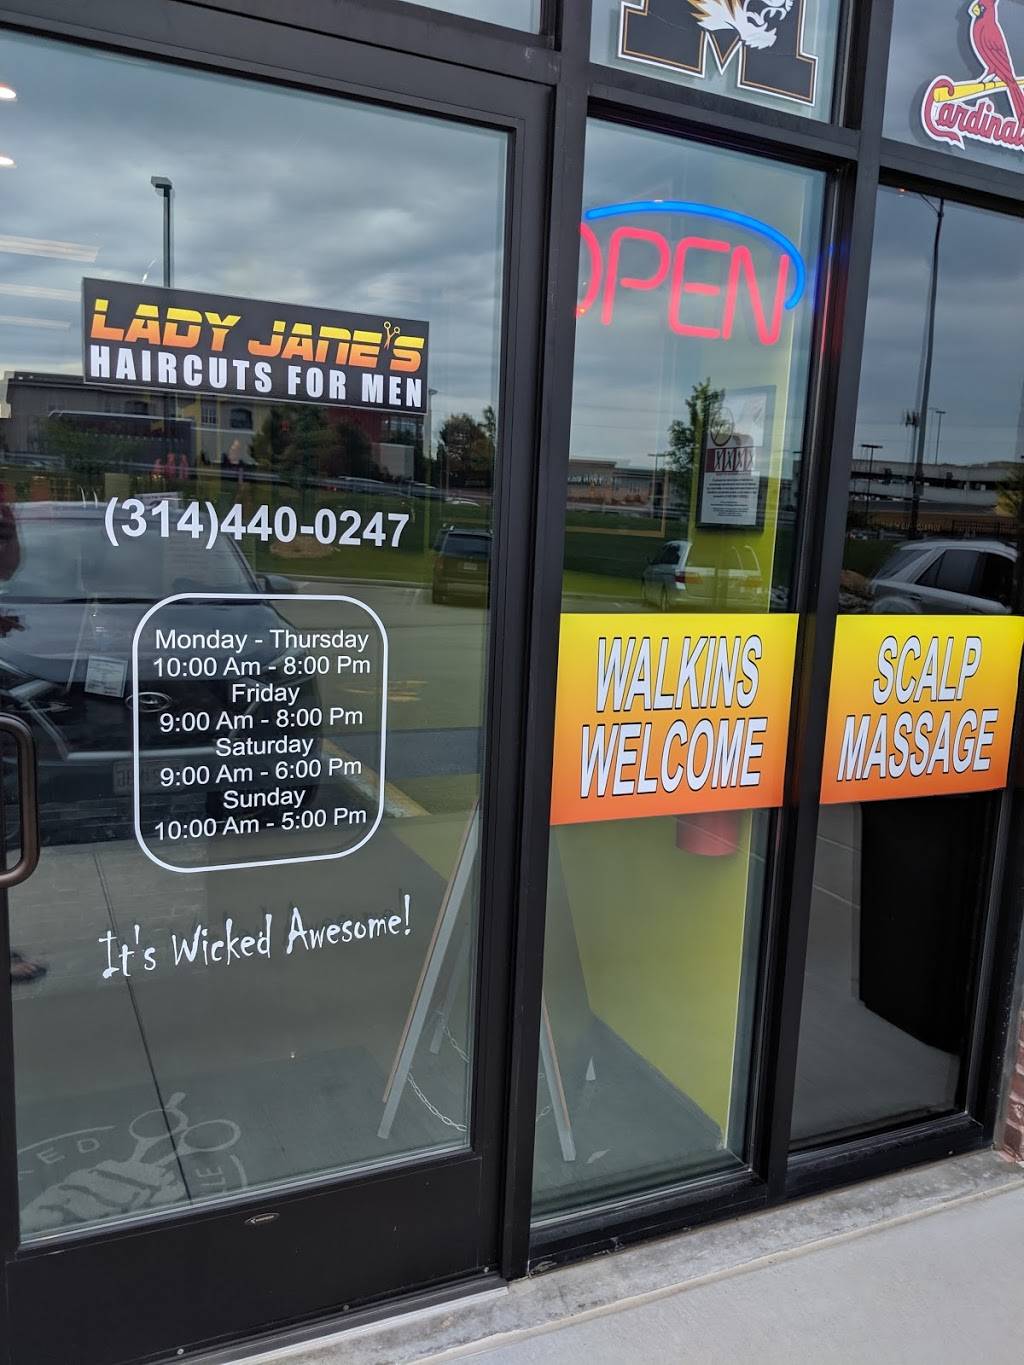 M
Cardinals
OPEN
LADY JANE'S
HAIRCUTS FOR MEN
(314)440-0247
Monday - Thursday
10:00 Am - 8:00 Pm
Friday
9:00 Am - 8:00 Pm
Saturday
9:00 Am - 6:00 Pm
Sunday
10:00 Am - 5:00 Pm
It's Wicked Awesome!
WALKINS
WELCOME
SCALP
MASSAGE